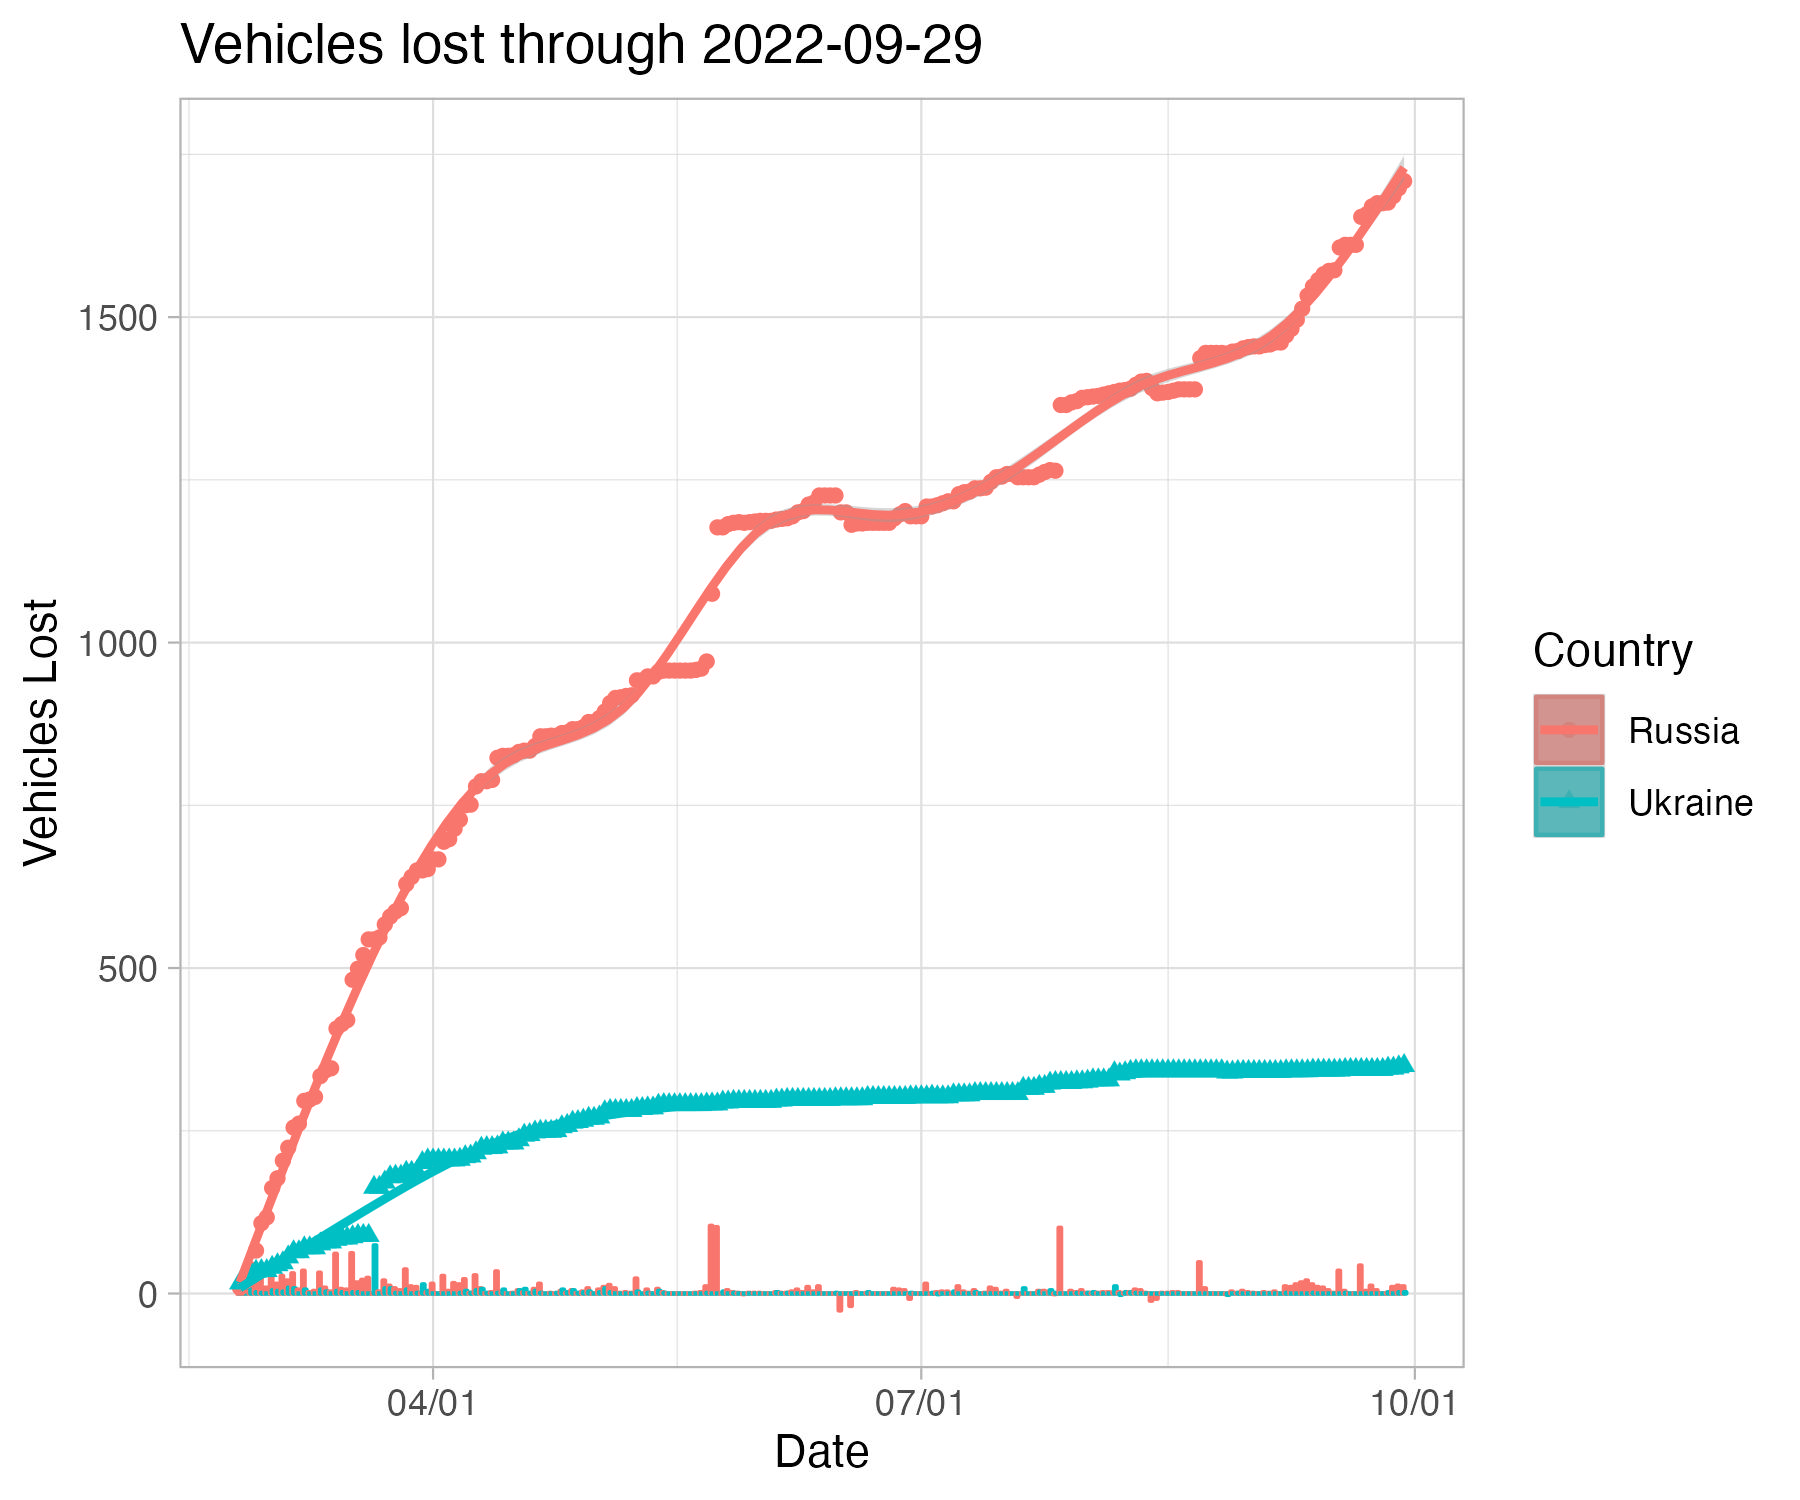 Vehicles lost through 2022-09-29
Vehicles Lost
1500
1000
500
0
04/01
07/01
10/01
Date
Country
Russia
Ukraine